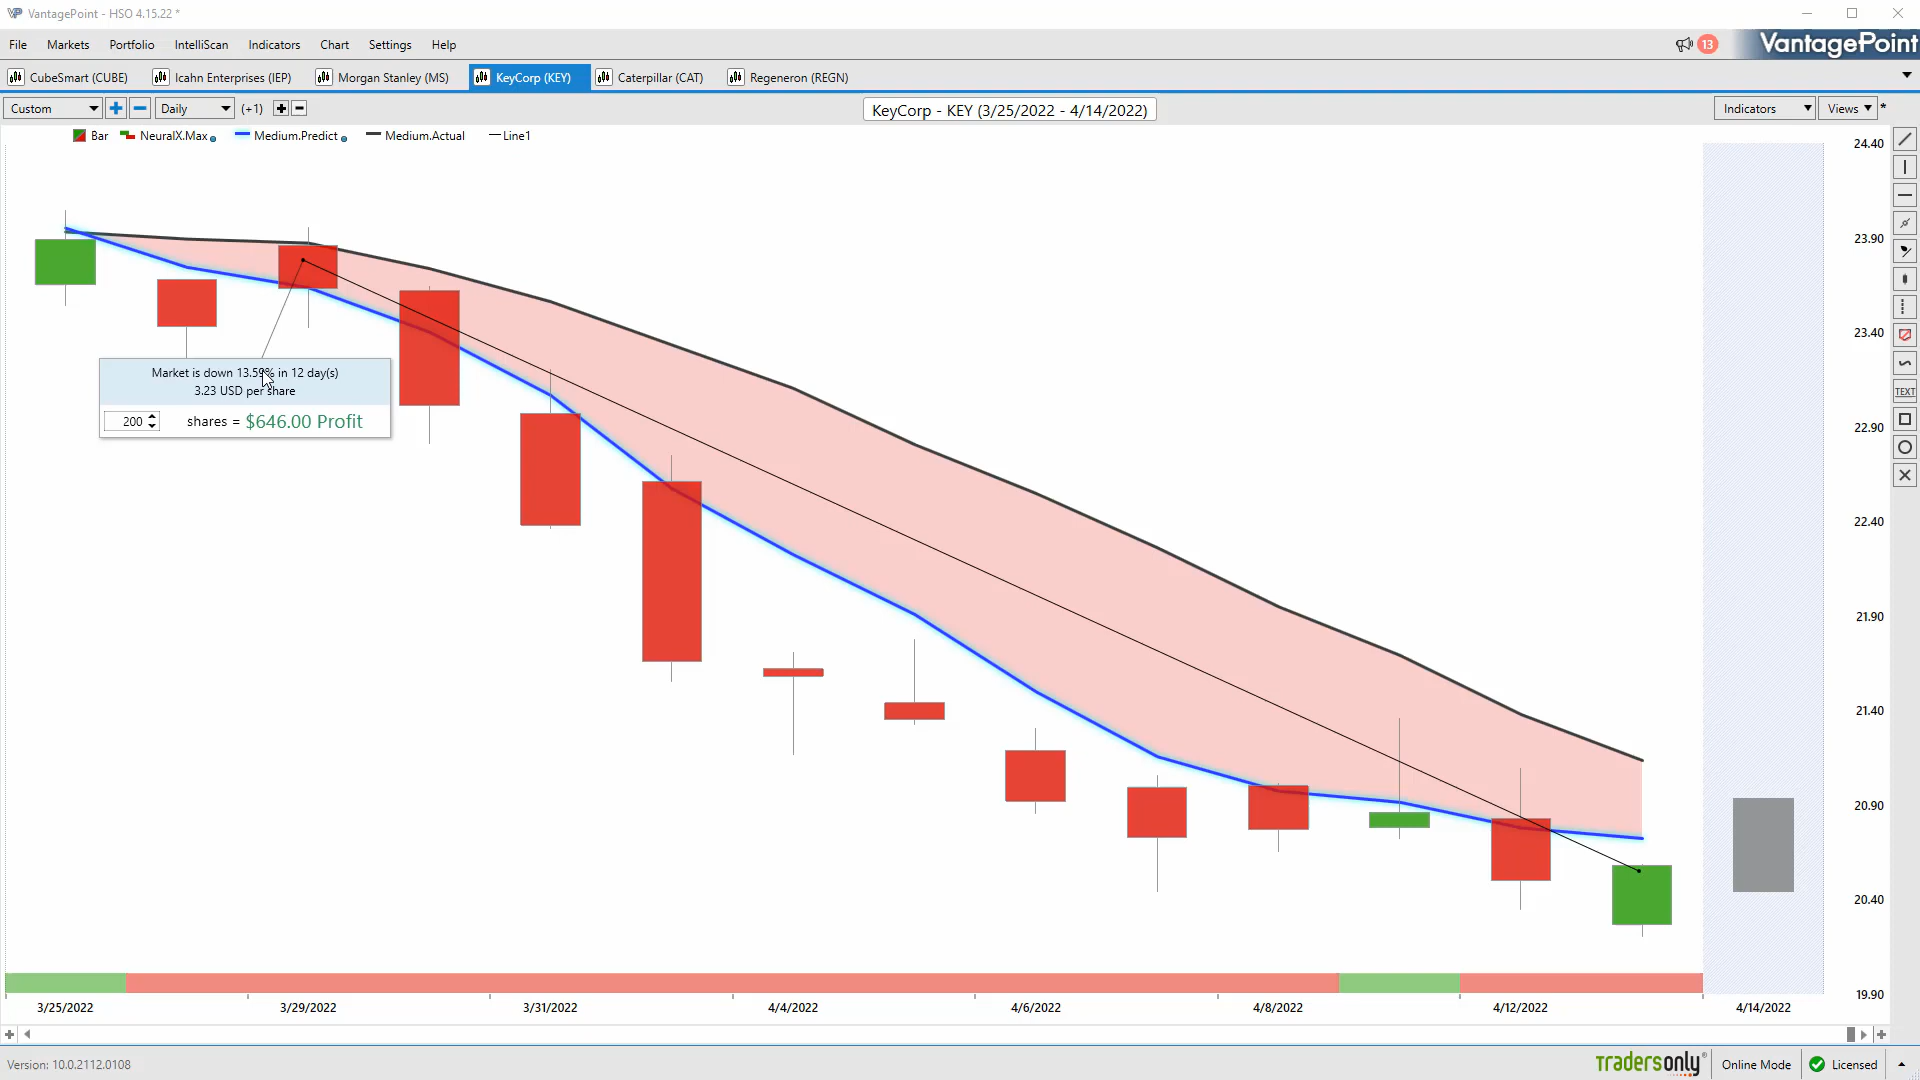 VantagePoint - HSO 4.15.22 *
File Markets Portfolio IntelliScan Indicators Chart Settings Help
13
VantagePoint
CubeSmart (CUBE) Icahn Enterprises (IEP) Morgan Stanley (MS) KeyCorp (KEY) Caterpillar (CAT) Regeneron (REGN)
Custom Daily (+1) KeyCorp - KEY (3/25/2022 - 4/14/2022) Indicators Views *
Bar NeuralX.Max Medium.Predict Medium.Actual Line1
24.40
23.90
23.40
Market is down 13.59% in 12 day(s)
3.23 USD per share
200 shares = $646.00 Profit
TEXT
22.90
22.40
21.90
21.40
20.90
20.40
19.90
3/25/2022 3/29/2022 3/31/2022 4/4/2022 4/6/2022 4/8/2022 4/12/2022 4/14/2022
Version: 10.0.2112.0108
tradersonly Online Mode Licensed